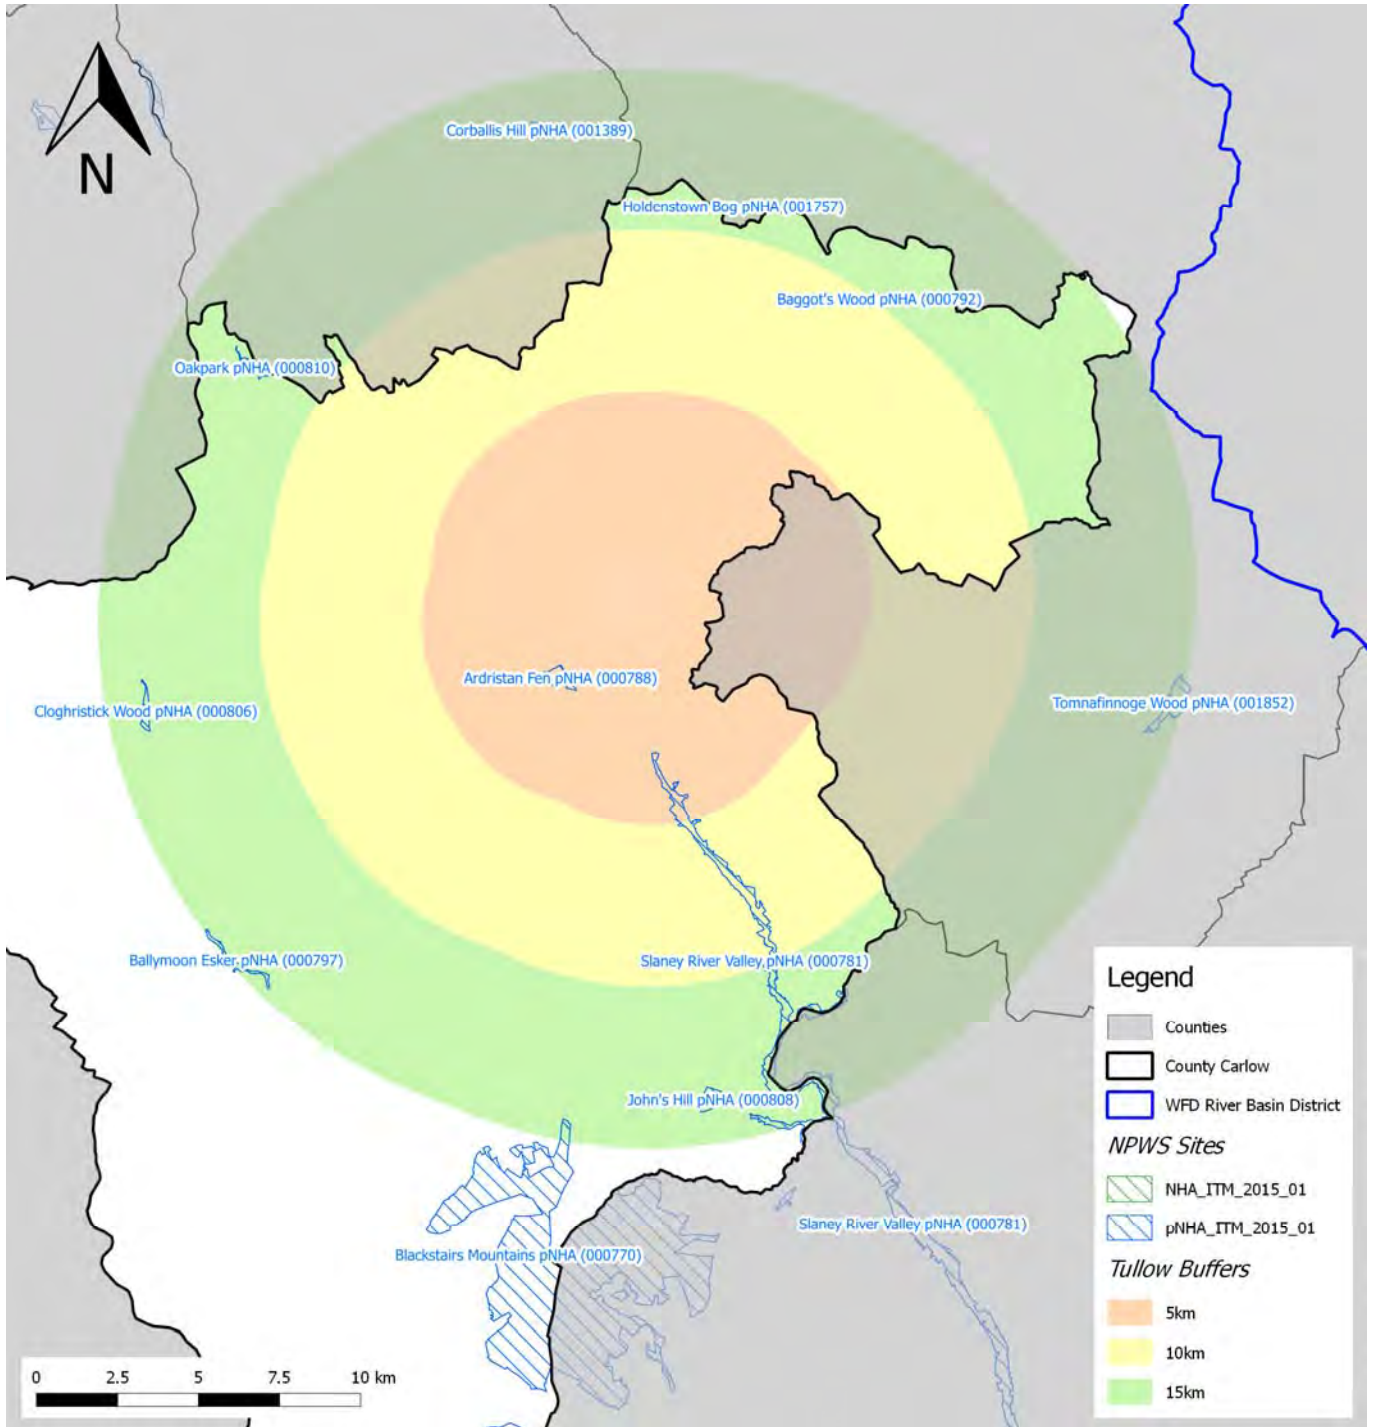 N
Corballis Hill pNHA (001389)
Holdenstown Bog pNHA (001757)
Baggot's Wood pNHA (000792)
Oakpark pNHA (000810)
Ardristan Fen pNHA (000788)
Cloghristick Wood pNHA (000806)
Tomnafinnoge Wood pNHA (001852)
Ballymoon Esker pNHA (000797)
Slaney River Valley pNHA (000781)
John's Hill pNHA (000808)
Slaney River Valley pNHA (000781)
Blackstairs Mountains pNHA (000770)
Legend
Counties
County Carlow
WFD River Basin District
NPWS Sites
NHA_ITM_2015_01
pNHA_ITM_2015_01
Tullow Buffers
5km
10km
15km
0 2.5 5 7.5 10 km